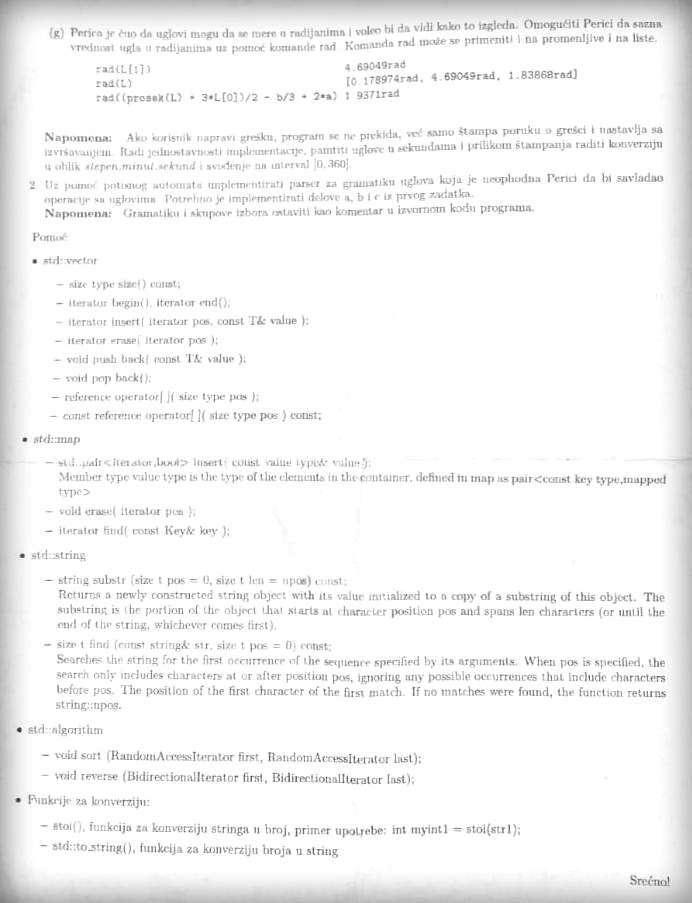 (g) Perica je čuo da uglovi mogu da se mere u radijanima i voleo bi da vidi kako to izgleda. Omogućiti Perici da sazna
vrednost ugla u radijanima uz pomoć komande rad. Komanda rad može se primeniti i na promenljive i na liste.
rad(L[1]) 4.69049rad
rad(L) [0.178974rad, 4.69049rad, 1.83868rad]
rad((prosek(L) + 3*L[0])/2 - b/3 + 2*a) 1 9371rad
Napomena: Ako korisnik napravi grešku, program se ne prekida, već samo štampa poruku o grešci i nastavlja sa
izvršavanjem. Radi jednostavnosti implementacije, pamtiti uglove u sekundama i prilikom štampanja raditi konverziju
u oblik stepen.minut.sekund i svođenje na interval [0,360].
2. Uz pomoć potisnog automata implementirati parser za gramatiku uglova koja je neophodna Perici da bi savladao
operacije sa uglovima. Potrebno je implementirati delove a, b i c iz prvog zadatka.
Napomena: Gramatiku i skupove izbora ostaviti kao komentar u izvornom kodu programa.
Pomoć:
• std::vector
– size type size() const;
– iterator begin(), iterator end();
– iterator insert( iterator pos, const T& value );
– iterator erase( iterator pos );
– void push back( const T& value );
– void pop back();
– reference operator[ ]( size type pos );
– const reference operator[ ]( size type pos ) const;
• std::map
– std::pair<iterator,bool> insert( const value type& value );
Member type value type is the type of the elements in the container, defined in map as pair<const key type,mapped
type>
– void erase( iterator pos );
– iterator find( const Key& key );
• std::string
– string substr (size t pos = 0, size t len = npos) const;
Returns a newly constructed string object with its value initialized to a copy of a substring of this object. The
substring is the portion of the object that starts at character position pos and spans len characters (or until the
end of the string, whichever comes first).
– size t find (const string& str, size t pos = 0) const;
Searches the string for the first occurrence of the sequence specified by its arguments. When pos is specified, the
search only includes characters at or after position pos, ignoring any possible occurrences that include characters
before pos. The position of the first character of the first match. If no matches were found, the function returns
string::npos.
• std::algorithm
– void sort (RandomAccessIterator first, RandomAccessIterator last);
– void reverse (BidirectionalIterator first, BidirectionalIterator last);
• Funkcije za konverziju:
– stoi(), funkcija za konverziju stringa u broj, primer upotrebe: int myint1 = stoi(str1);
– std::to_string(), funkcija za konverziju broja u string
Srećno!